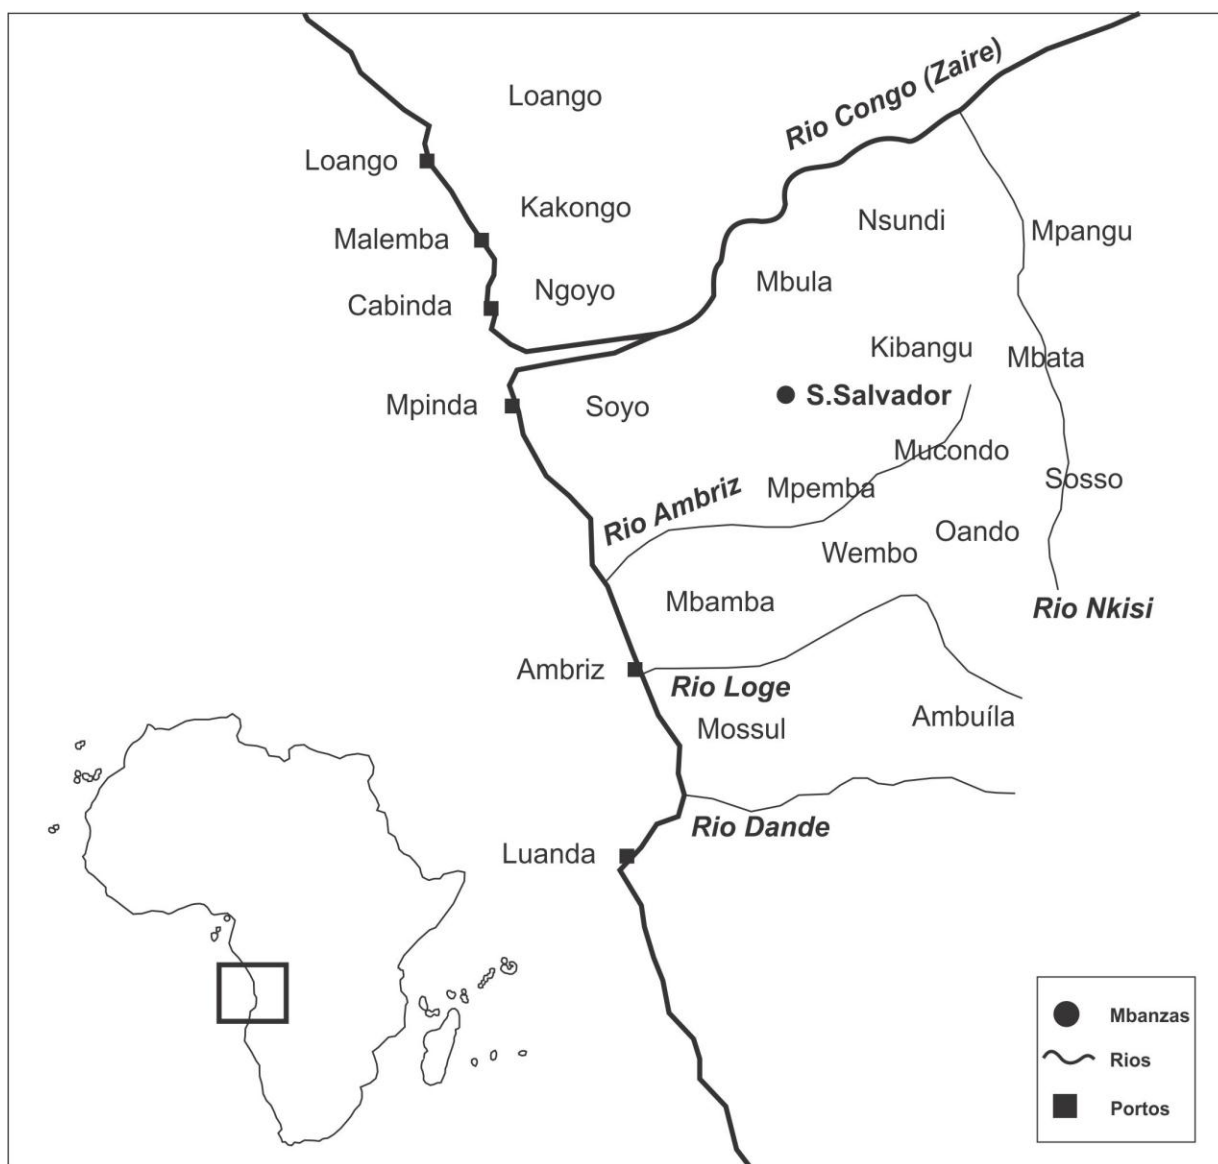 Rio Congo (Zaire)
Loango
Loango
Kakongo
Nsundi
Mpangu
Malemba
Mbula
Ngoyo
Cabinda
Kibangu
Mbata
S.Salvador
Mpinda
Soyo
Mucondo
Sosso
Mpemba
Rio Ambriz
Oando
Wembo
Mbamba
Rio Nkisi
Ambriz
Rio Loge
Mossul
Ambuíla
Rio Dande
Luanda
Mbanzas
Rios
Portos